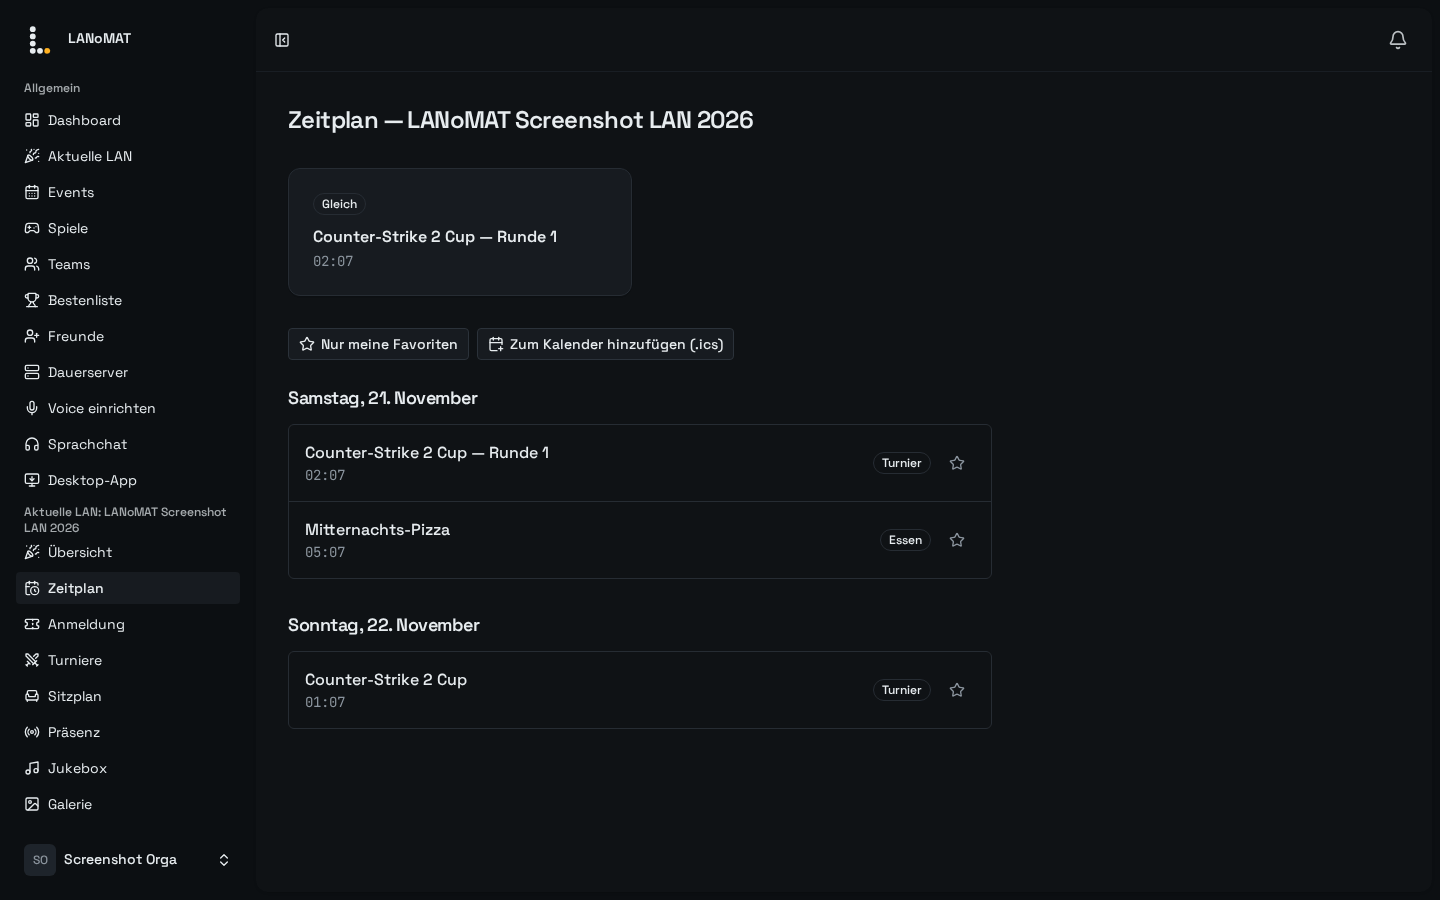 LANoMAT
Allgemein
Dashboard
Aktuelle LAN
Events
Spiele
Teams
Bestenliste
Freunde
Dauerserver
Voice einrichten
Sprachchat
Desktop-App
Aktuelle LAN: LANoMAT Screenshot
LAN 2026
Übersicht
Zeitplan
Anmeldung
Turniere
Sitzplan
Präsenz
Jukebox
Galerie
SO
Screenshot Orga
Zeitplan — LANoMAT Screenshot LAN 2026
Gleich
Counter-Strike 2 Cup — Runde 1
02:07
Nur meine Favoriten
Zum Kalender hinzufügen (.ics)
Samstag, 21. November
Counter-Strike 2 Cup — Runde 1
02:07
Turnier
Mitternachts-Pizza
05:07
Essen
Sonntag, 22. November
Counter-Strike 2 Cup
01:07
Turnier